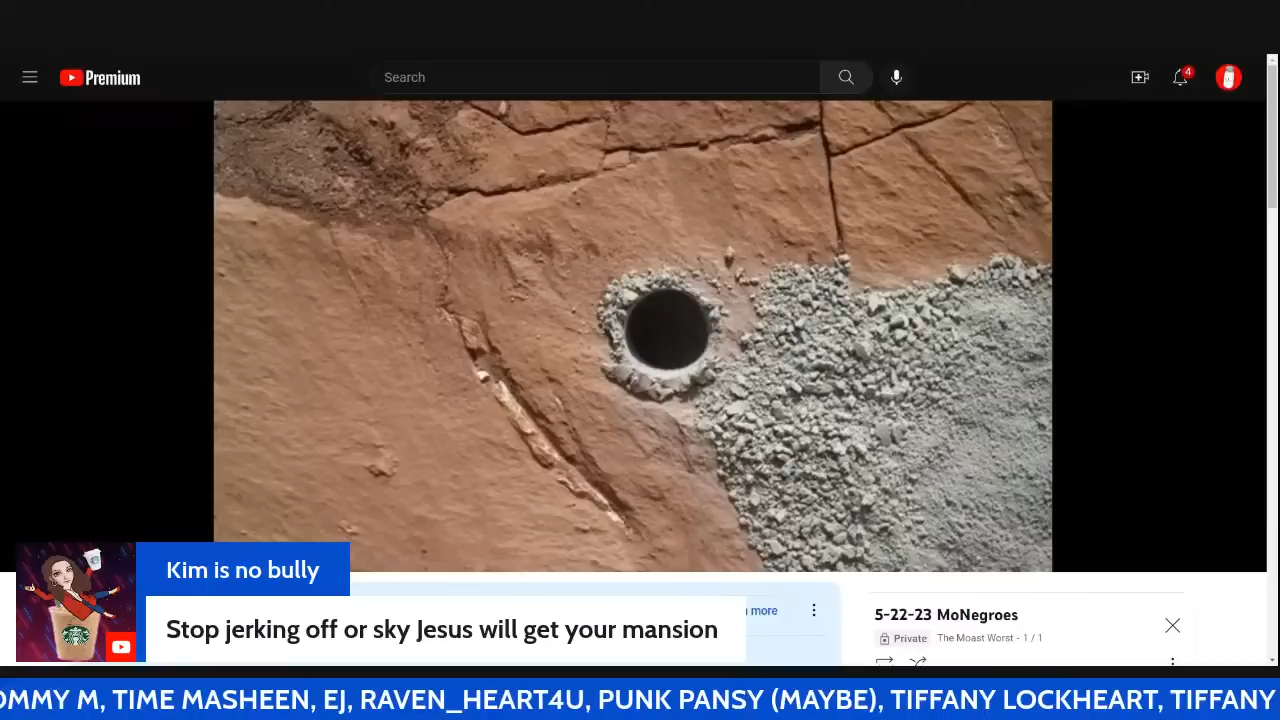 Premium
Search
4
Kim is no bully
Stop jerking off or sky Jesus will get your mansion
more
5-22-23 MoNegroes
Private The Moast Worst - 1 / 1
OMMY M, TIME MASHEEN, EJ, RAVEN_HEART4U, PUNK PANSY (MAYBE), TIFFANY LOCKHEART, TIFFANY